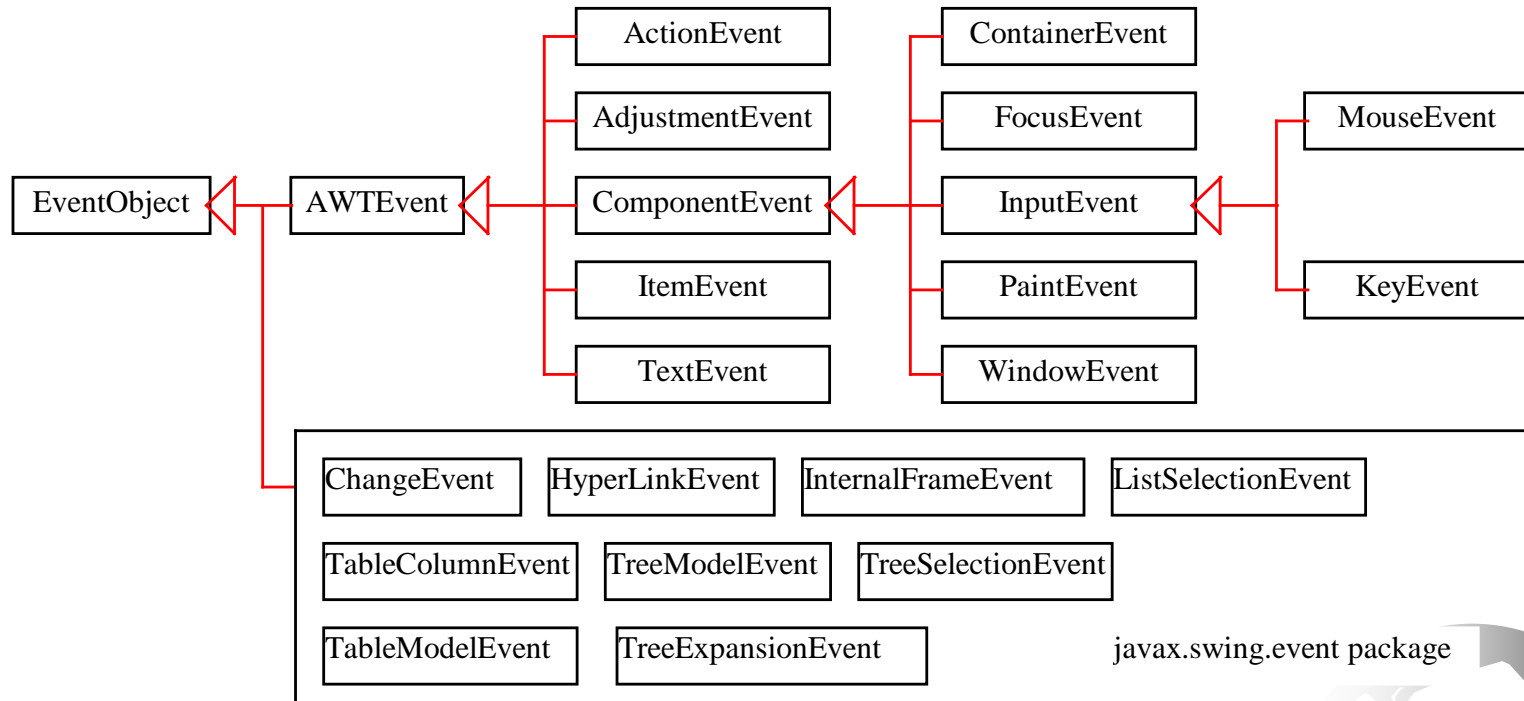 ActionEvent
ContainerEvent
AdjustmentEvent
FocusEvent
MouseEvent
EventObject
AWTEvent
ComponentEvent
InputEvent
ItemEvent
PaintEvent
KeyEvent
TextEvent
WindowEvent
ChangeEvent
HyperLinkEvent
InternalFrameEvent
ListSelectionEvent
TableColumnEvent
TreeModelEvent
TreeSelectionEvent
TableModelEvent
TreeExpansionEvent
javax.swing.event package